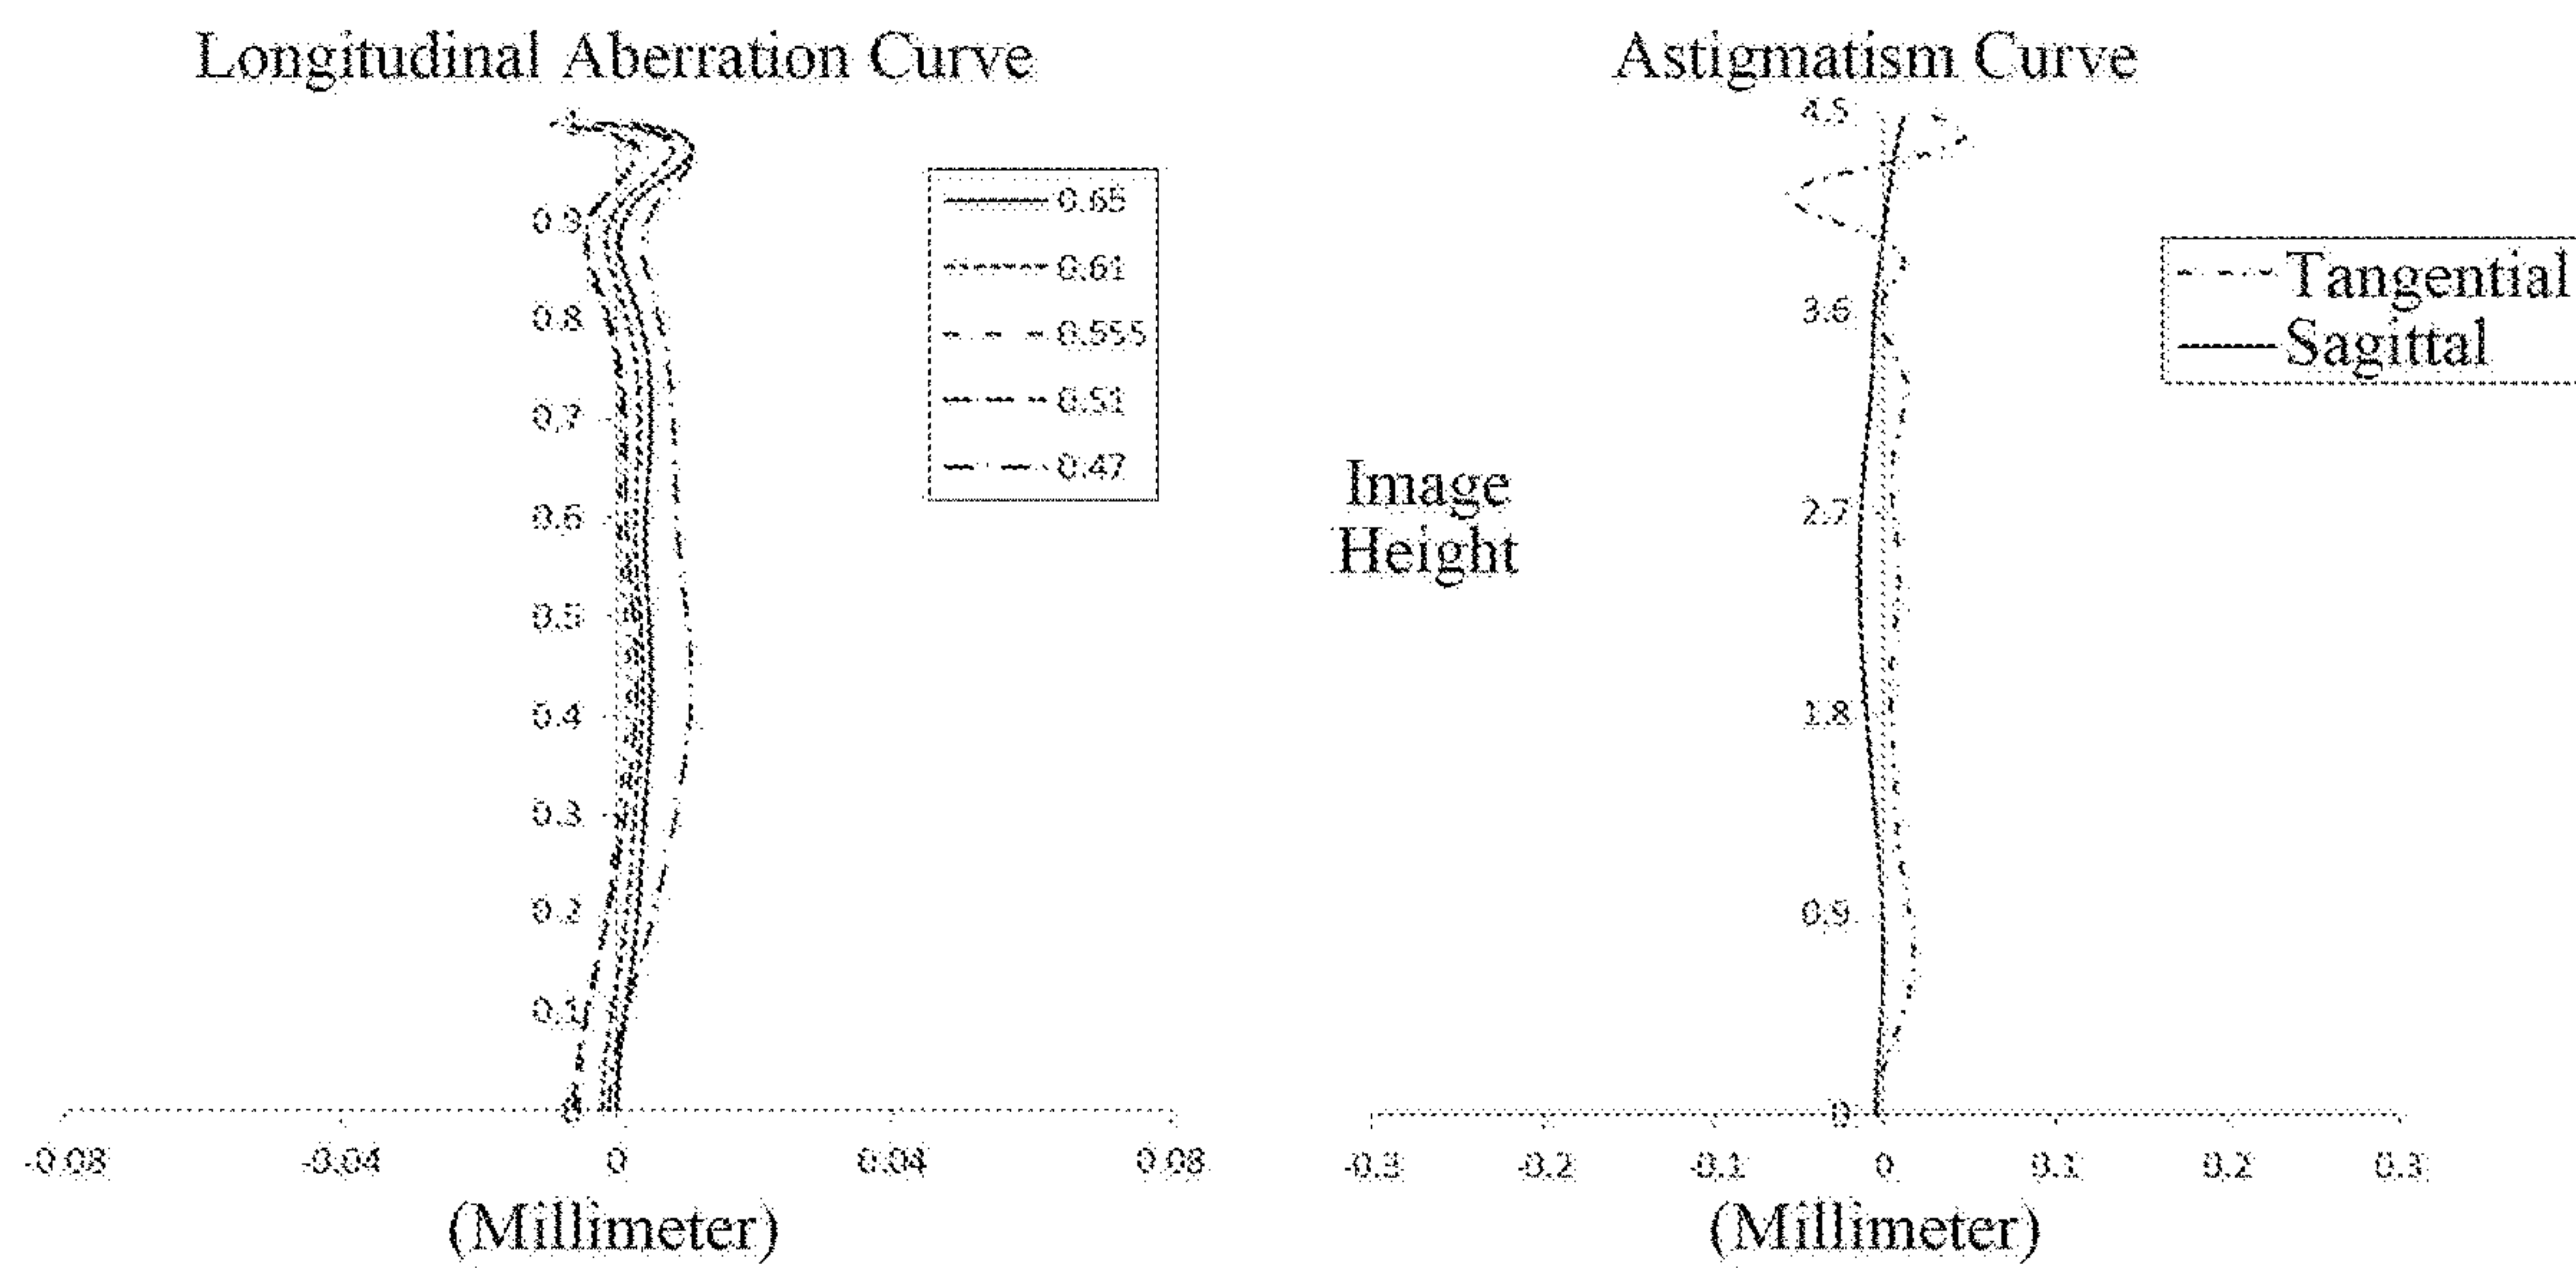 Longitudinal Aberration Curve
1
0.9
0.8
0.7
0.6
0.5
0.4
0.3
0.2
0.1
0
-0.08 -0.04 0 0.04 0.08
(Millimeter)
0.65
0.61
0.555
0.51
0.47
Astigmatism Curve
Image
Height
4.5
3.6
2.7
1.8
0.9
0
-0.3 -0.2 -0.1 0 0.1 0.2 0.3
(Millimeter)
Tangential
Sagittal